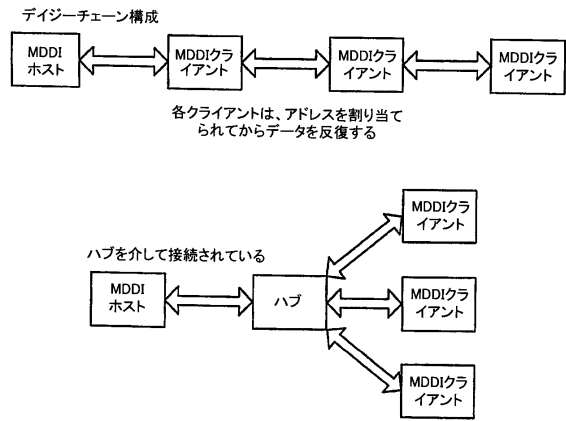 デイジーチェーン構成
MDDI
ホスト
MDDIクラ
イアント
MDDIクラ
イアント
MDDIクラ
イアント
各クライアントは、アドレスを割り当て
られてからデータを反復する
MDDIクラ
イアント
ハブを介して接続されている
MDDI
ホスト
ハブ
MDDIクラ
イアント
MDDIクラ
イアント